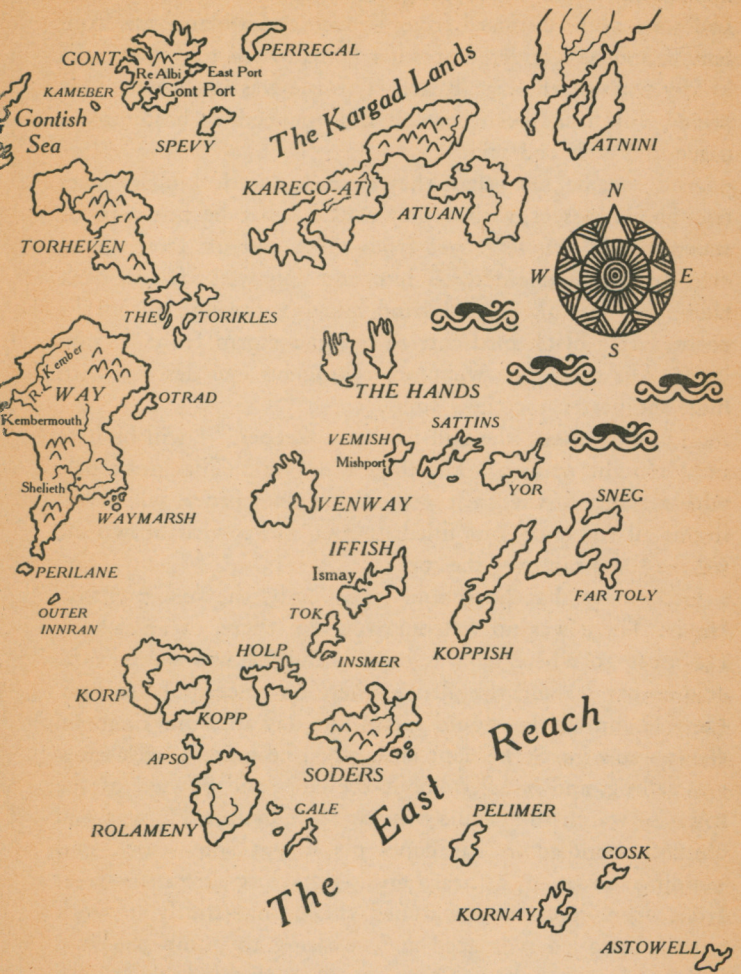 GONT
Re Albi
East Port
Gont Port
KAMEBER
PERREGAL
Gontish
Sea
SPEVY
The Kargad Lands
ATNINI
KAREGO-AT
ATUAN
TORHEVEN
N
W
E
S
THE TORIKLES
THE HANDS
R. Kember
WAY
OTRAD
Kembermouth
SATTINS
VEMISH
Mishport
YOR
Shelieth
WAYMARSH
VENWAY
SNEG
IFFISH
Ismay
PERILANE
FAR TOLY
OUTER
INNRAN
TOK
KOPPISH
HOLP
INSMER
KORP
KOPP
APSO
SODERS
The East Reach
ROLAMENY
GALE
PELIMER
GOSK
KORNAY
ASTOWELL